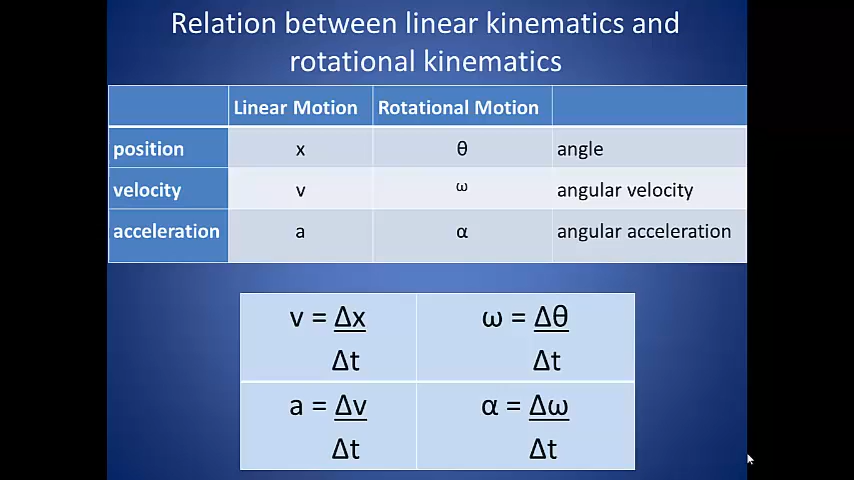 Relation between linear kinematics and
rotational kinematics
Linear Motion Rotational Motion
position x θ angle
velocity v ω angular velocity
acceleration a α angular acceleration
v = Δx ω = Δθ
Δt Δt
a = Δv α = Δω
Δt Δt